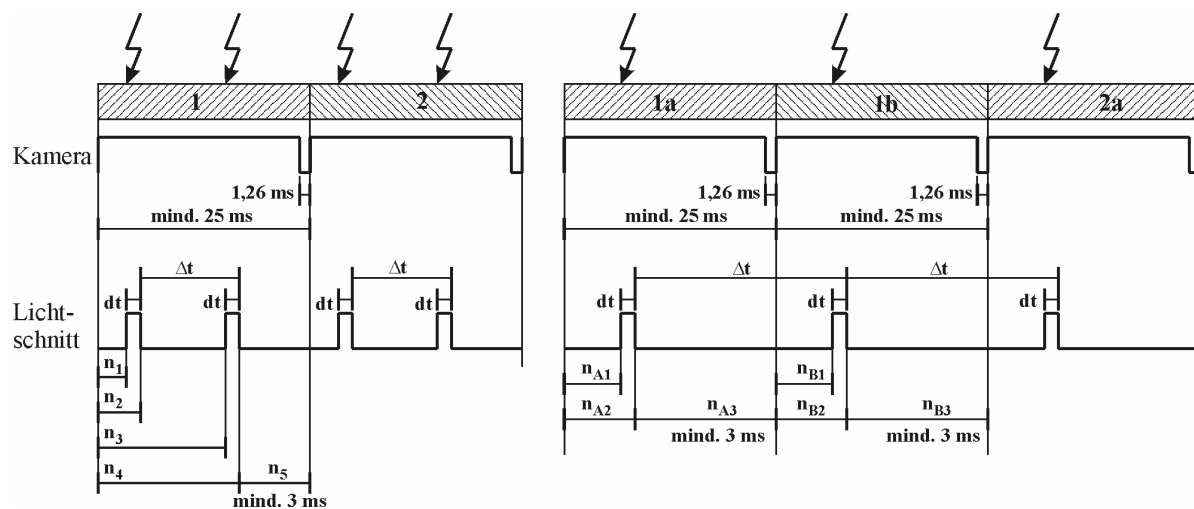 1 2 1a 1b 2a
Kamera
1,26 ms 1,26 ms 1,26 ms
mind. 25 ms mind. 25 ms mind. 25 ms
Δt Δt Δt Δt
dt dt dt dt dt dt dt
Licht-
schnitt
n1 nA1 nB1
n2 nA2 nA3 nB2 nB3
mind. 3 ms mind. 3 ms
n3
n4 n5
mind. 3 ms